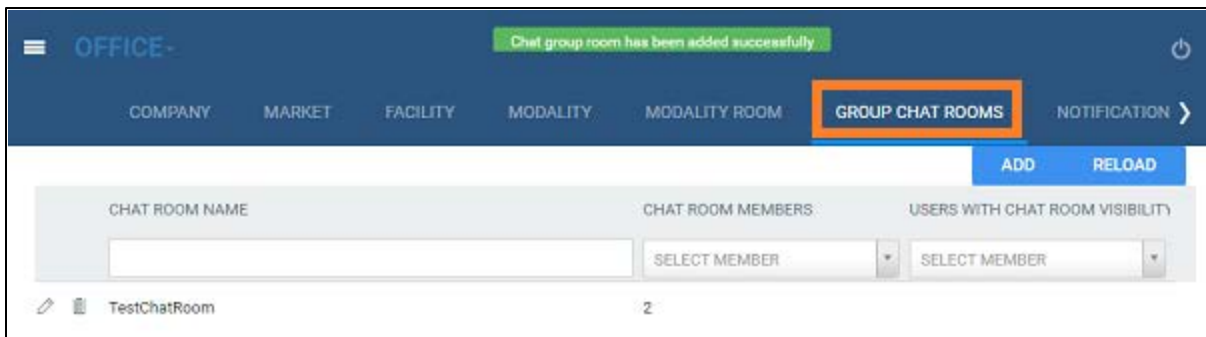 Chat group room has been added successfully
OFFICE-
COMPANY MARKET FACILITY MODALITY MODALITY ROOM GROUP CHAT ROOMS NOTIFICATION ❯
ADD RELOAD
CHAT ROOM NAME CHAT ROOM MEMBERS USERS WITH CHAT ROOM VISIBILITY
SELECT MEMBER SELECT MEMBER
TestChatRoom 2